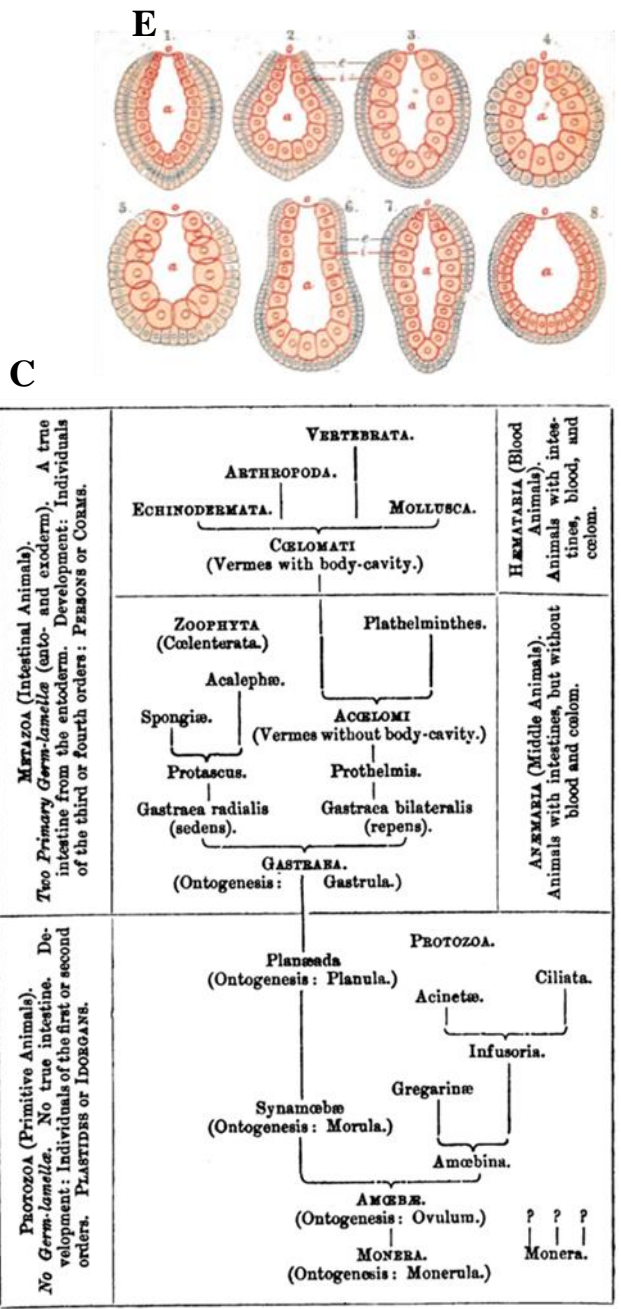 E
1.
2
3.
4
o
o
o
o
e
i
a
a
a
a
5.
6.
7.
8.
o
o
o
o
e
i
a
a
a
a
C
METAZOA (Intestinal Animals).
Two Primary Germ-lamellæ (ento- and exoderm). A true
intestine from the entoderm. Development: Individuals
of the third or fourth orders: PERSONS or CORMS.
VERTEBRATA.
ARTHROPODA.
ECHINODERMATA.
MOLLUSCA.
CŒLOMATI
(Vermes with body-cavity.)
HÆMATARIA (Blood
Animals).
Animals with intes-
tines, blood, and
cœlom.
ZOOPHYTA
(Cœlenterata.)
Plathelminthes.
Acalephæ.
Spongiæ.
ACŒLOMI
(Vermes without body-cavity.)
Protascus.
Prothelmis.
Gastraea radialis
(sedens).
Gastraea bilateralis
(repens).
GASTRAEA.
(Ontogenesis: Gastrula.)
ANÆMARIA (Middle Animals).
Animals with intestines, but without
blood and cœlom.
PROTOZOA (Primitive Animals).
No Germ-lamellæ. No true intestine. De-
velopment: Individuals of the first or second
orders. PLASTIDES or IDORGANS.
PROTOZOA.
Planæada
(Ontogenesis: Planula.)
Ciliata.
Acinetæ.
Infusoria.
Gregarinæ
Synamœbæ
(Ontogenesis: Morula.)
Amœbina.
AMŒBÆ.
(Ontogenesis: Ovulum.)
? ? ?
MONERA.
Monera.
(Ontogenesis: Monerula.)